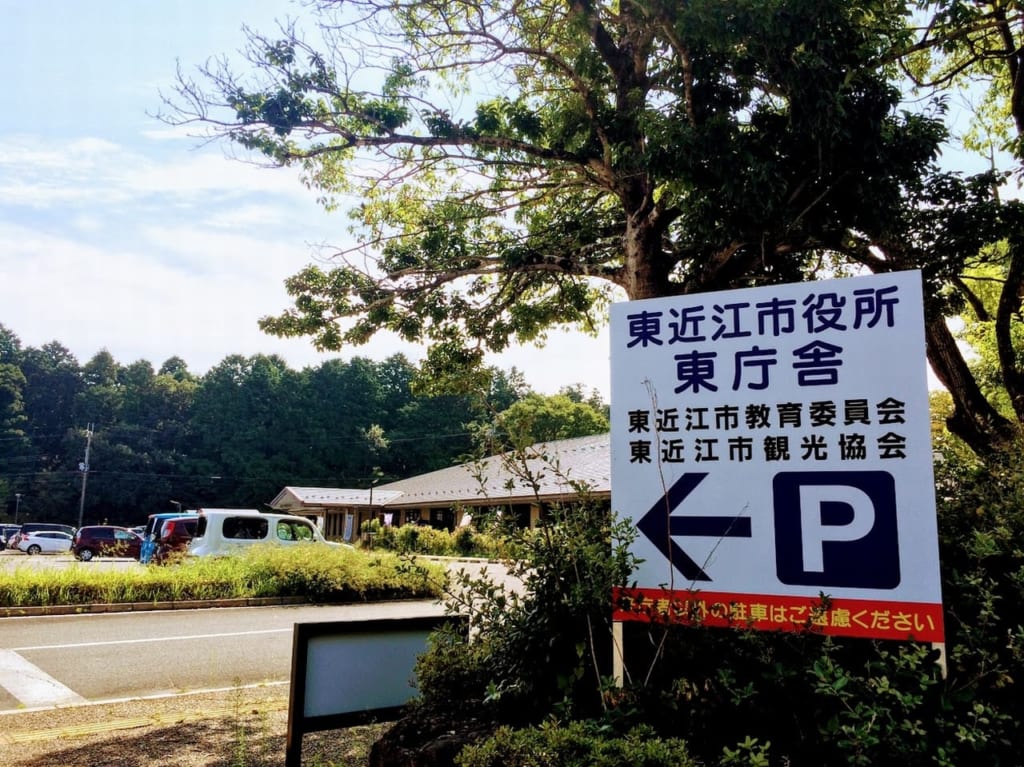 東近江市役所
東庁舎
東近江市教育委員会
東近江市観光協会
P
以外の駐車はご遠慮ください